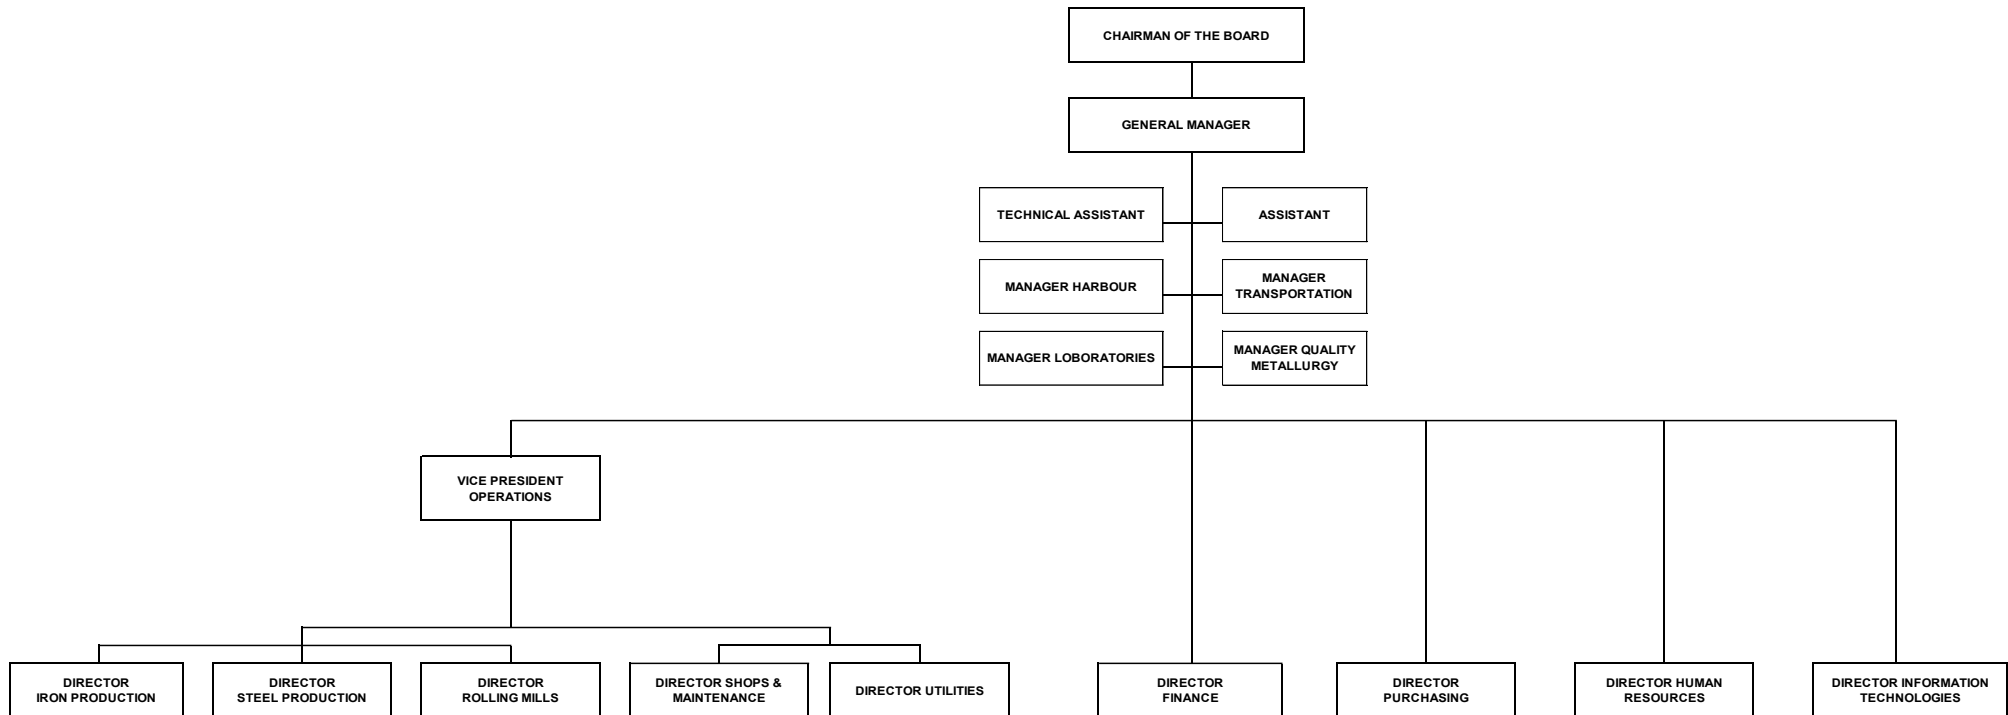 CHAIRMAN OF THE BOARD
GENERAL MANAGER
TECHNICAL ASSISTANT
ASSISTANT
MANAGER HARBOUR
MANAGER
TRANSPORTATION
MANAGER LOBORATORIES
MANAGER QUALITY
METALLURGY
VICE PRESIDENT
OPERATIONS
DIRECTOR
IRON PRODUCTION
DIRECTOR
STEEL PRODUCTION
DIRECTOR
ROLLING MILLS
DIRECTOR SHOPS &
MAINTENANCE
DIRECTOR UTILITIES
DIRECTOR
FINANCE
DIRECTOR
PURCHASING
DIRECTOR HUMAN
RESOURCES
DIRECTOR INFORMATION
TECHNOLOGIES